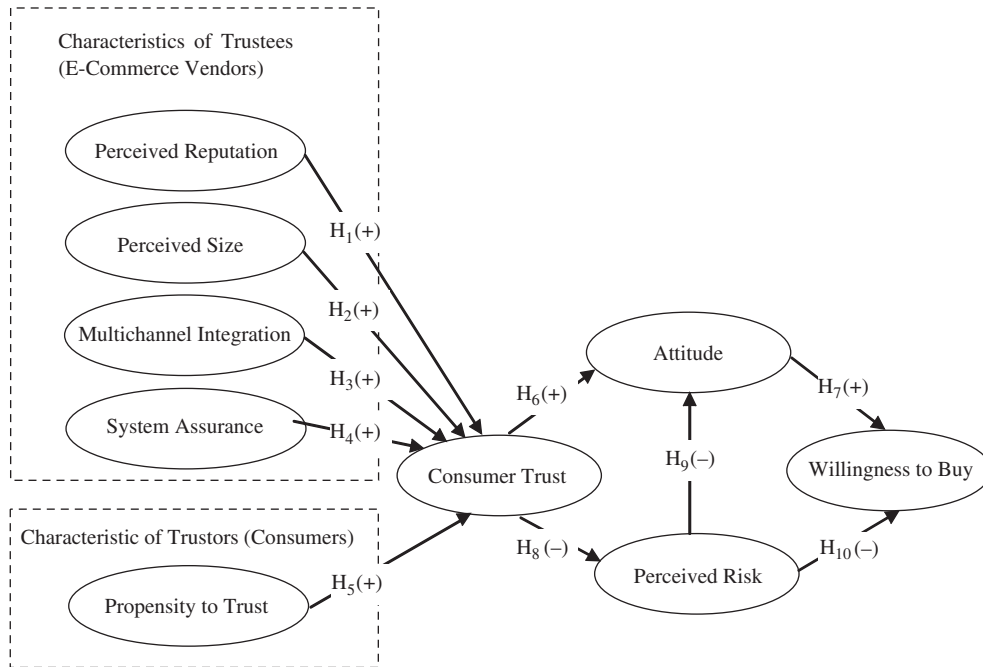 Characteristics of Trustees
(E-Commerce Vendors)
Perceived Reputation
H1(+)
Perceived Size
H2(+)
Multichannel Integration
H3(+)
System Assurance
H4(+)
Consumer Trust
Characteristic of Trustors (Consumers)
Propensity to Trust
H5(+)
H6(+)
Attitude
H7(+)
H9(–)
Willingness to Buy
H8(–)
Perceived Risk
H10(–)